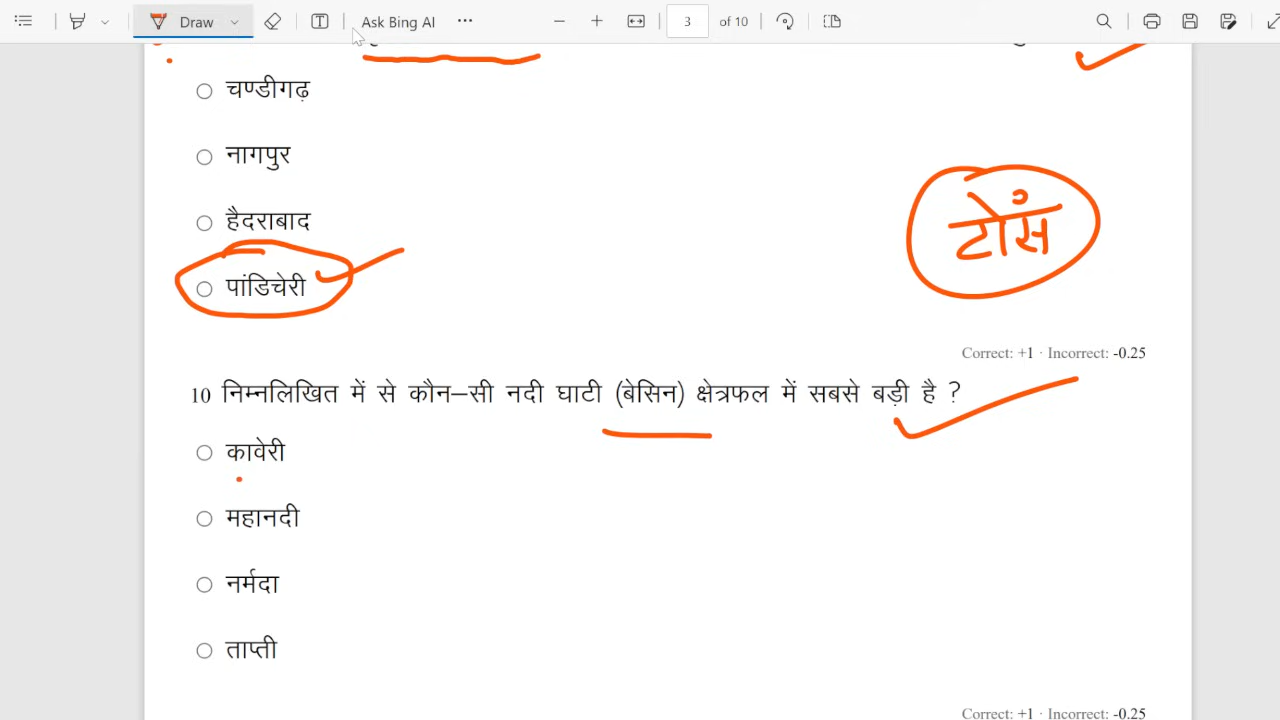 Draw
Ask Bing AI
3 of 10
चण्डीगढ़
नागपुर
हैदराबाद
पांडिचेरी
टोंस
Correct: +1 · Incorrect: -0.25
10 निम्नलिखित में से कौन–सी नदी घाटी (बेसिन) क्षेत्रफल में सबसे बड़ी है ?
कावेरी
महानदी
नर्मदा
ताप्ती
Correct: +1 · Incorrect: -0.25